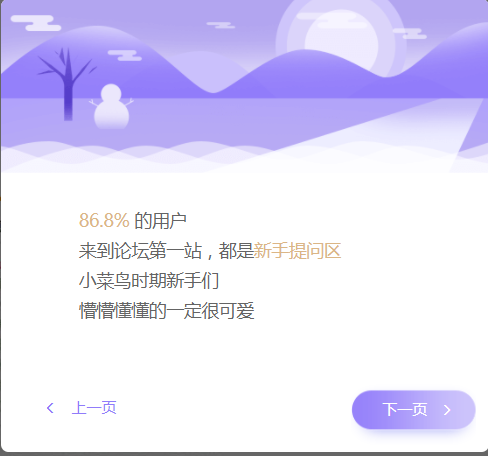 86.8% 的用户
来到论坛第一站，都是新手提问区
小菜鸟时期新手们
懵懵懂懂的一定很可爱
上一页
下一页